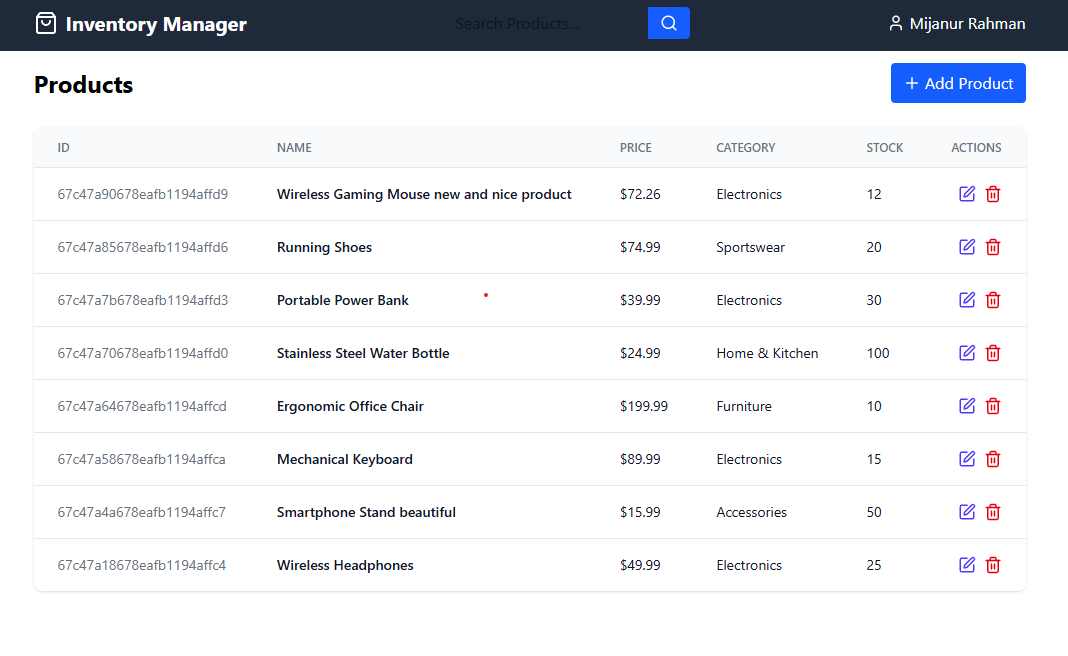 Inventory Manager Search Products... Mijanur Rahman
Products + Add Product
ID NAME PRICE CATEGORY STOCK ACTIONS
67c47a90678eafb1194affd9 Wireless Gaming Mouse new and nice product $72.26 Electronics 12
67c47a85678eafb1194affd6 Running Shoes $74.99 Sportswear 20
67c47a7b678eafb1194affd3 Portable Power Bank $39.99 Electronics 30
67c47a70678eafb1194affd0 Stainless Steel Water Bottle $24.99 Home & Kitchen 100
67c47a64678eafb1194affcd Ergonomic Office Chair $199.99 Furniture 10
67c47a58678eafb1194affca Mechanical Keyboard $89.99 Electronics 15
67c47a4a678eafb1194affc7 Smartphone Stand beautiful $15.99 Accessories 50
67c47a18678eafb1194affc4 Wireless Headphones $49.99 Electronics 25